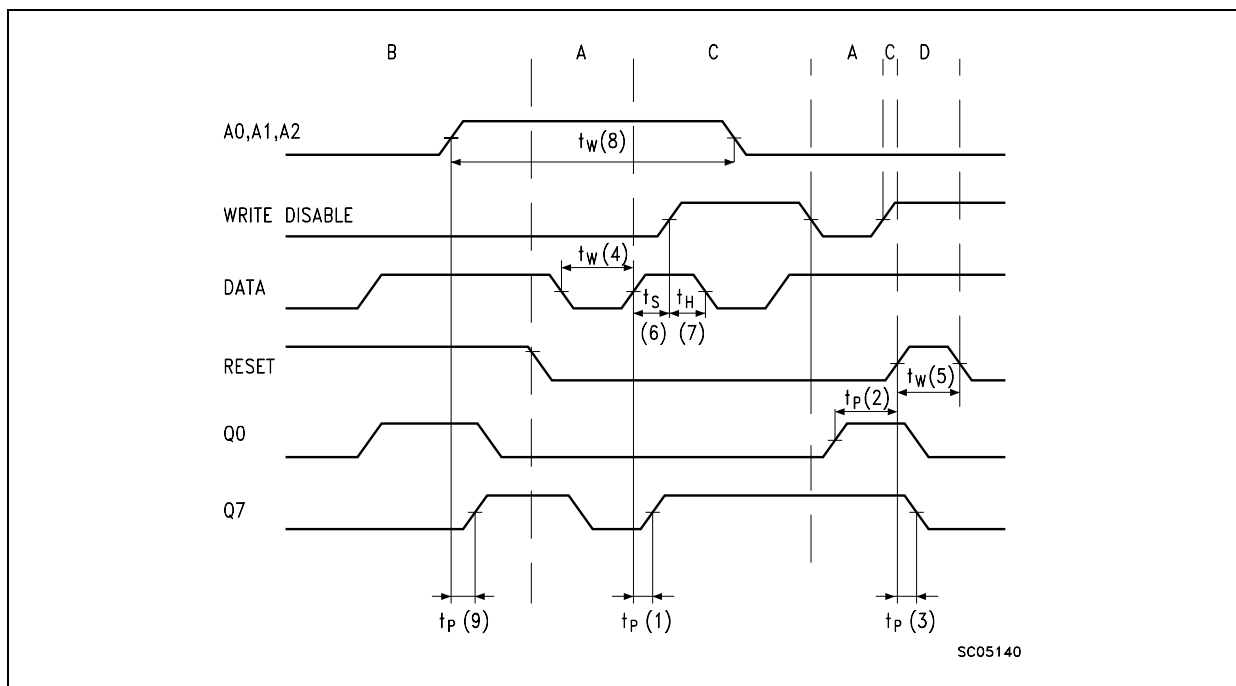 B A C A C D
A0,A1,A2
tW(8)
WRITE DISABLE
tW(4)
DATA
tS tH
(6) (7)
RESET
tW(5)
tP(2)
Q0
Q7
tP(9) tP(1) tP(3)
SC05140